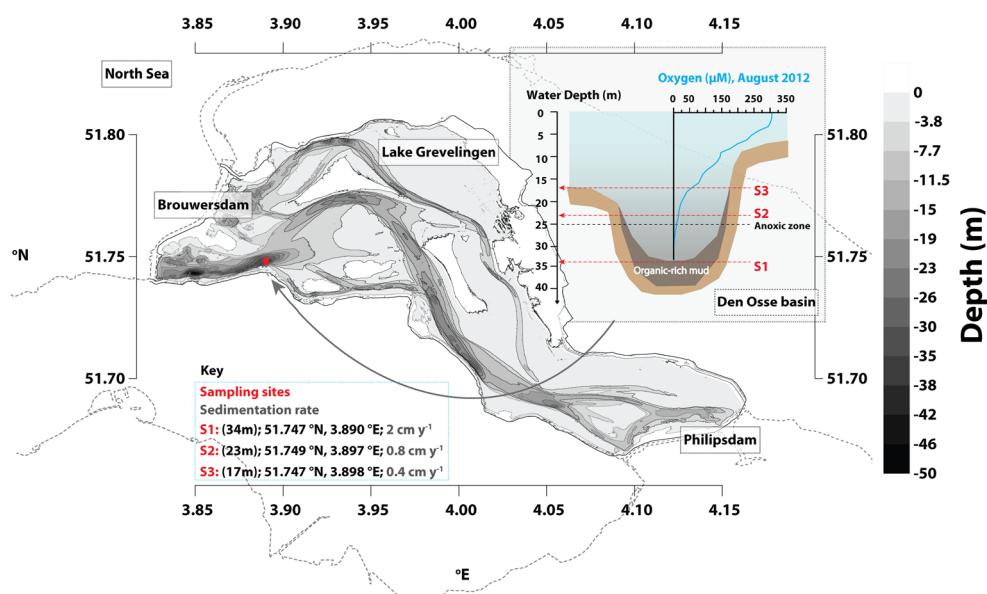 3.85 3.90 3.95 4.00 4.05 4.10 4.15
North Sea
Oxygen (µM), August 2012
Water Depth (m)
0 50 150 250 350
0
5
10
15
20
25
30
35
40
S3
S2
Anoxic zone
S1
Organic-rich mud
Den Osse basin
Lake Grevelingen
Brouwersdam
Philipsdam
51.80
51.75
51.70
°N
51.80
51.75
51.70
0
-3.8
-7.7
-11.5
-15
-19
-23
-26
-30
-35
-38
-42
-46
-50
Depth (m)
Key
Sampling sites
Sedimentation rate
S1: (34m); 51.747 °N, 3.890 °E; 2 cm y-1
S2: (23m); 51.749 °N, 3.897 °E; 0.8 cm y-1
S3: (17m); 51.747 °N, 3.898 °E; 0.4 cm y-1
3.85 3.90 3.95 4.00 4.05 4.10 4.15
°E